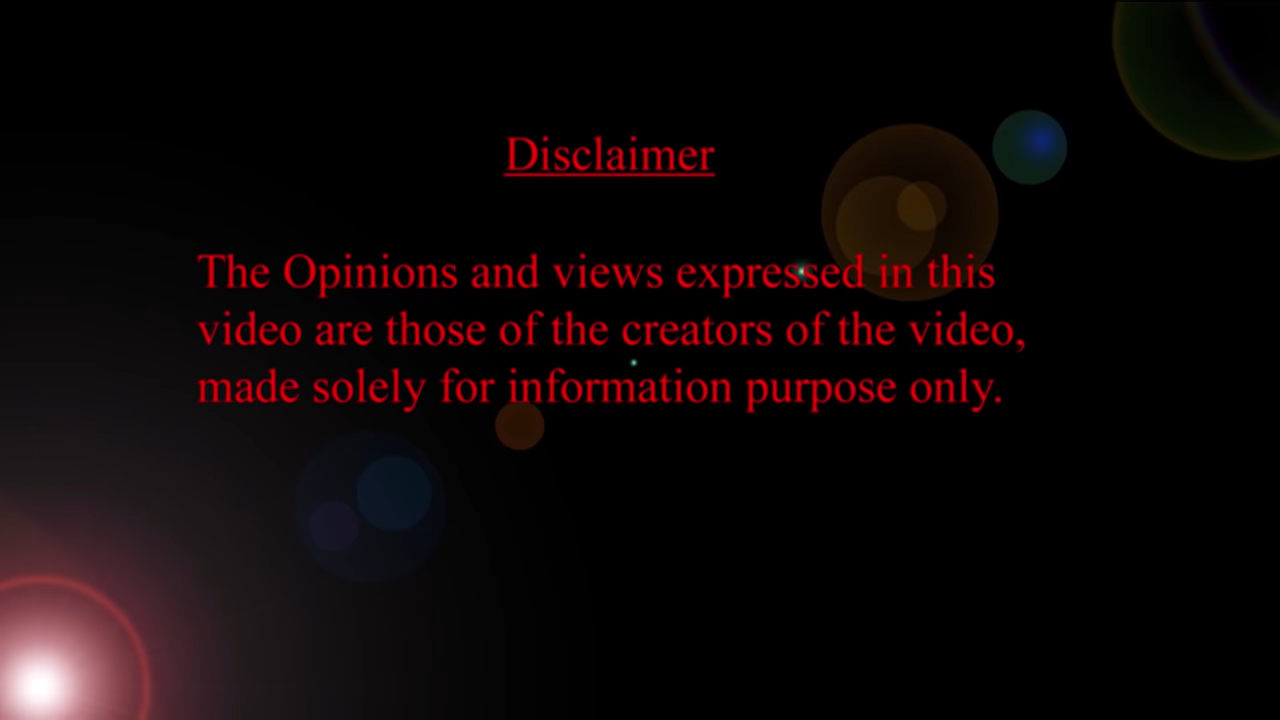 Disclaimer
The Opinions and views expressed in this
video are those of the creators of the video,
made solely for information purpose only.